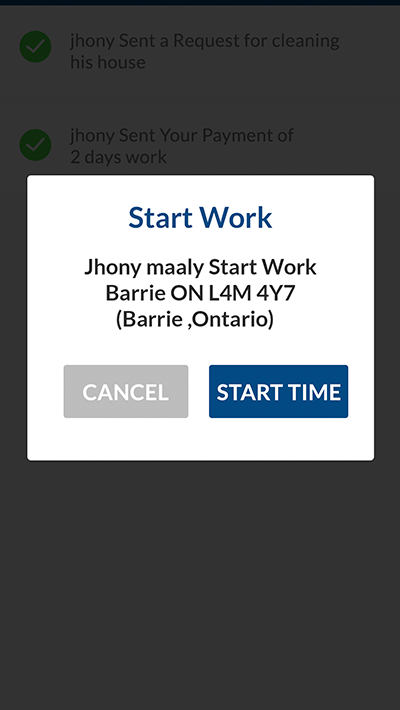 jhony Sent a Request for cleaning
his house
jhony Sent Your Payment of
2 days work
Start Work
Jhony maaly Start Work
Barrie ON L4M 4Y7
(Barrie ,Ontario)
CANCEL
START TIME